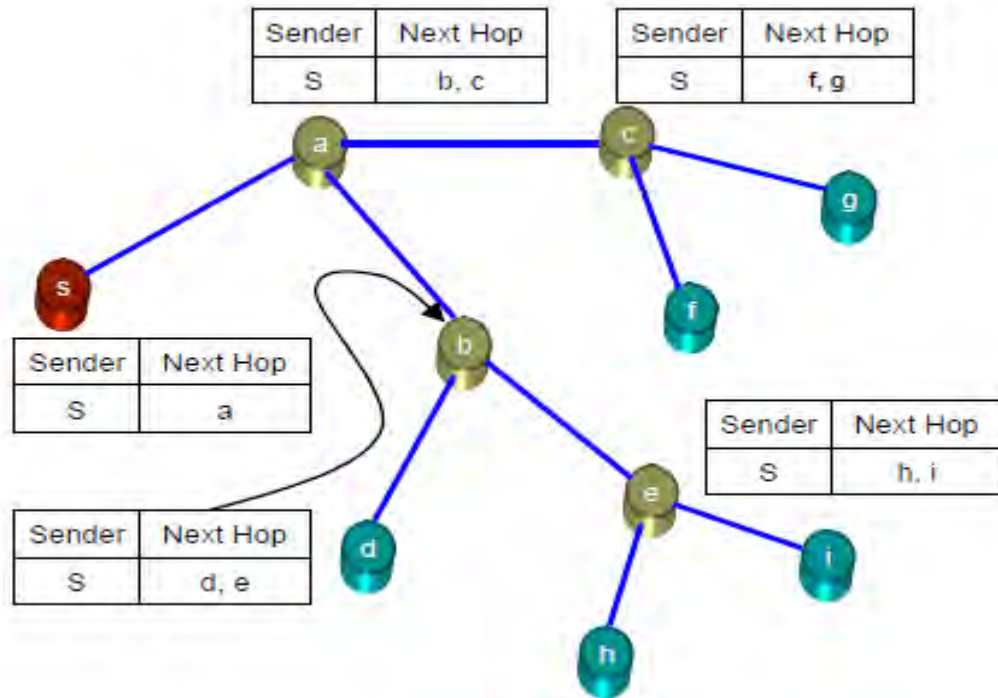 Sender Next Hop
S b, c
Sender Next Hop
S f, g
a
c
g
s
f
b
Sender Next Hop
S a
Sender Next Hop
S h, i
e
Sender Next Hop
S d, e
d
i
h